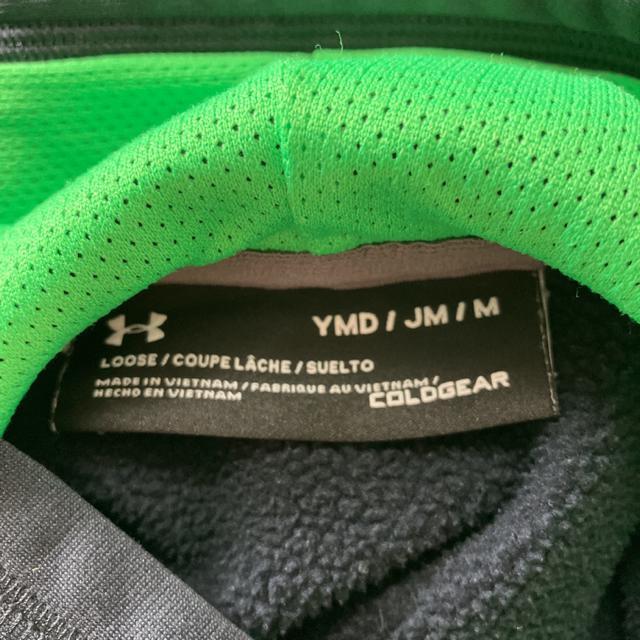 YMD / JM / M
LOOSE / COUPE LÂCHE / SUELTO
MADE IN VIETNAM / FABRIQUE AU VIETNAM /
HECHO EN VIETNAM
COLDGEAR